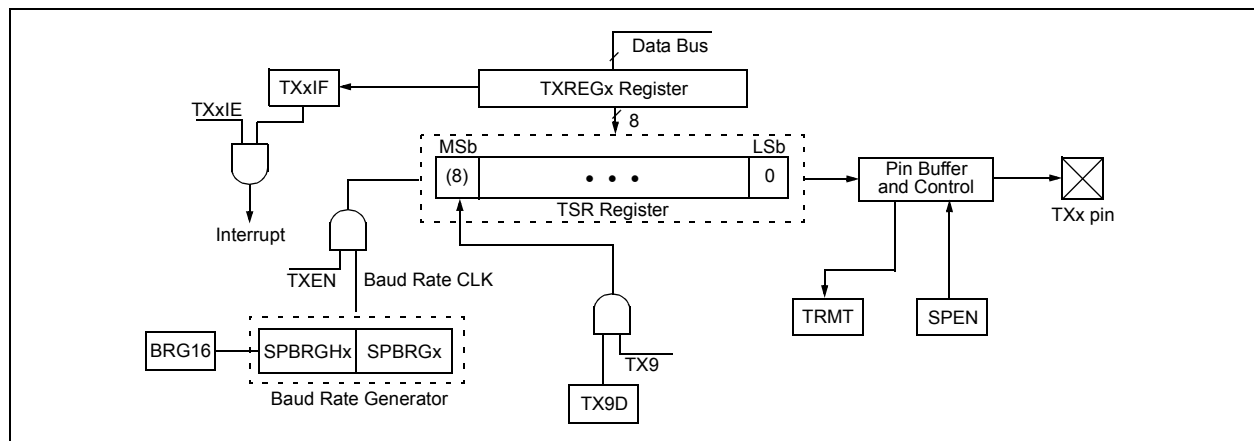 Data Bus
TXxIF
TXREGx Register
TXxIE
8
MSb
LSb
(8)
• • •
0
Pin Buffer
and Control
TSR Register
TXx pin
Interrupt
TXEN
Baud Rate CLK
TRMT
SPEN
BRG16
SPBRGHx
SPBRGx
TX9
Baud Rate Generator
TX9D